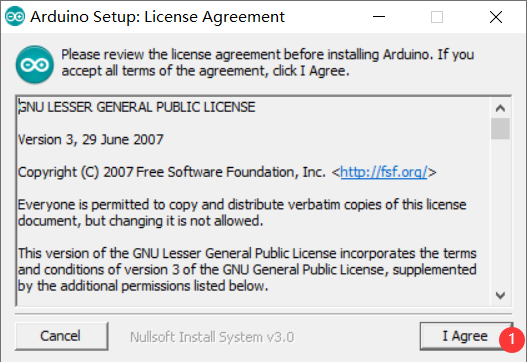 Arduino Setup: License Agreement
Please review the license agreement before installing Arduino. If you
accept all terms of the agreement, click I Agree.
GNU LESSER GENERAL PUBLIC LICENSE
Version 3, 29 June 2007
Copyright (C) 2007 Free Software Foundation, Inc. <http://fsf.org/>
Everyone is permitted to copy and distribute verbatim copies of this license
document, but changing it is not allowed.
This version of the GNU Lesser General Public License incorporates the terms
and conditions of version 3 of the GNU General Public License, supplemented
by the additional permissions listed below.
Cancel
Nullsoft Install System v3.0
I Agree
1